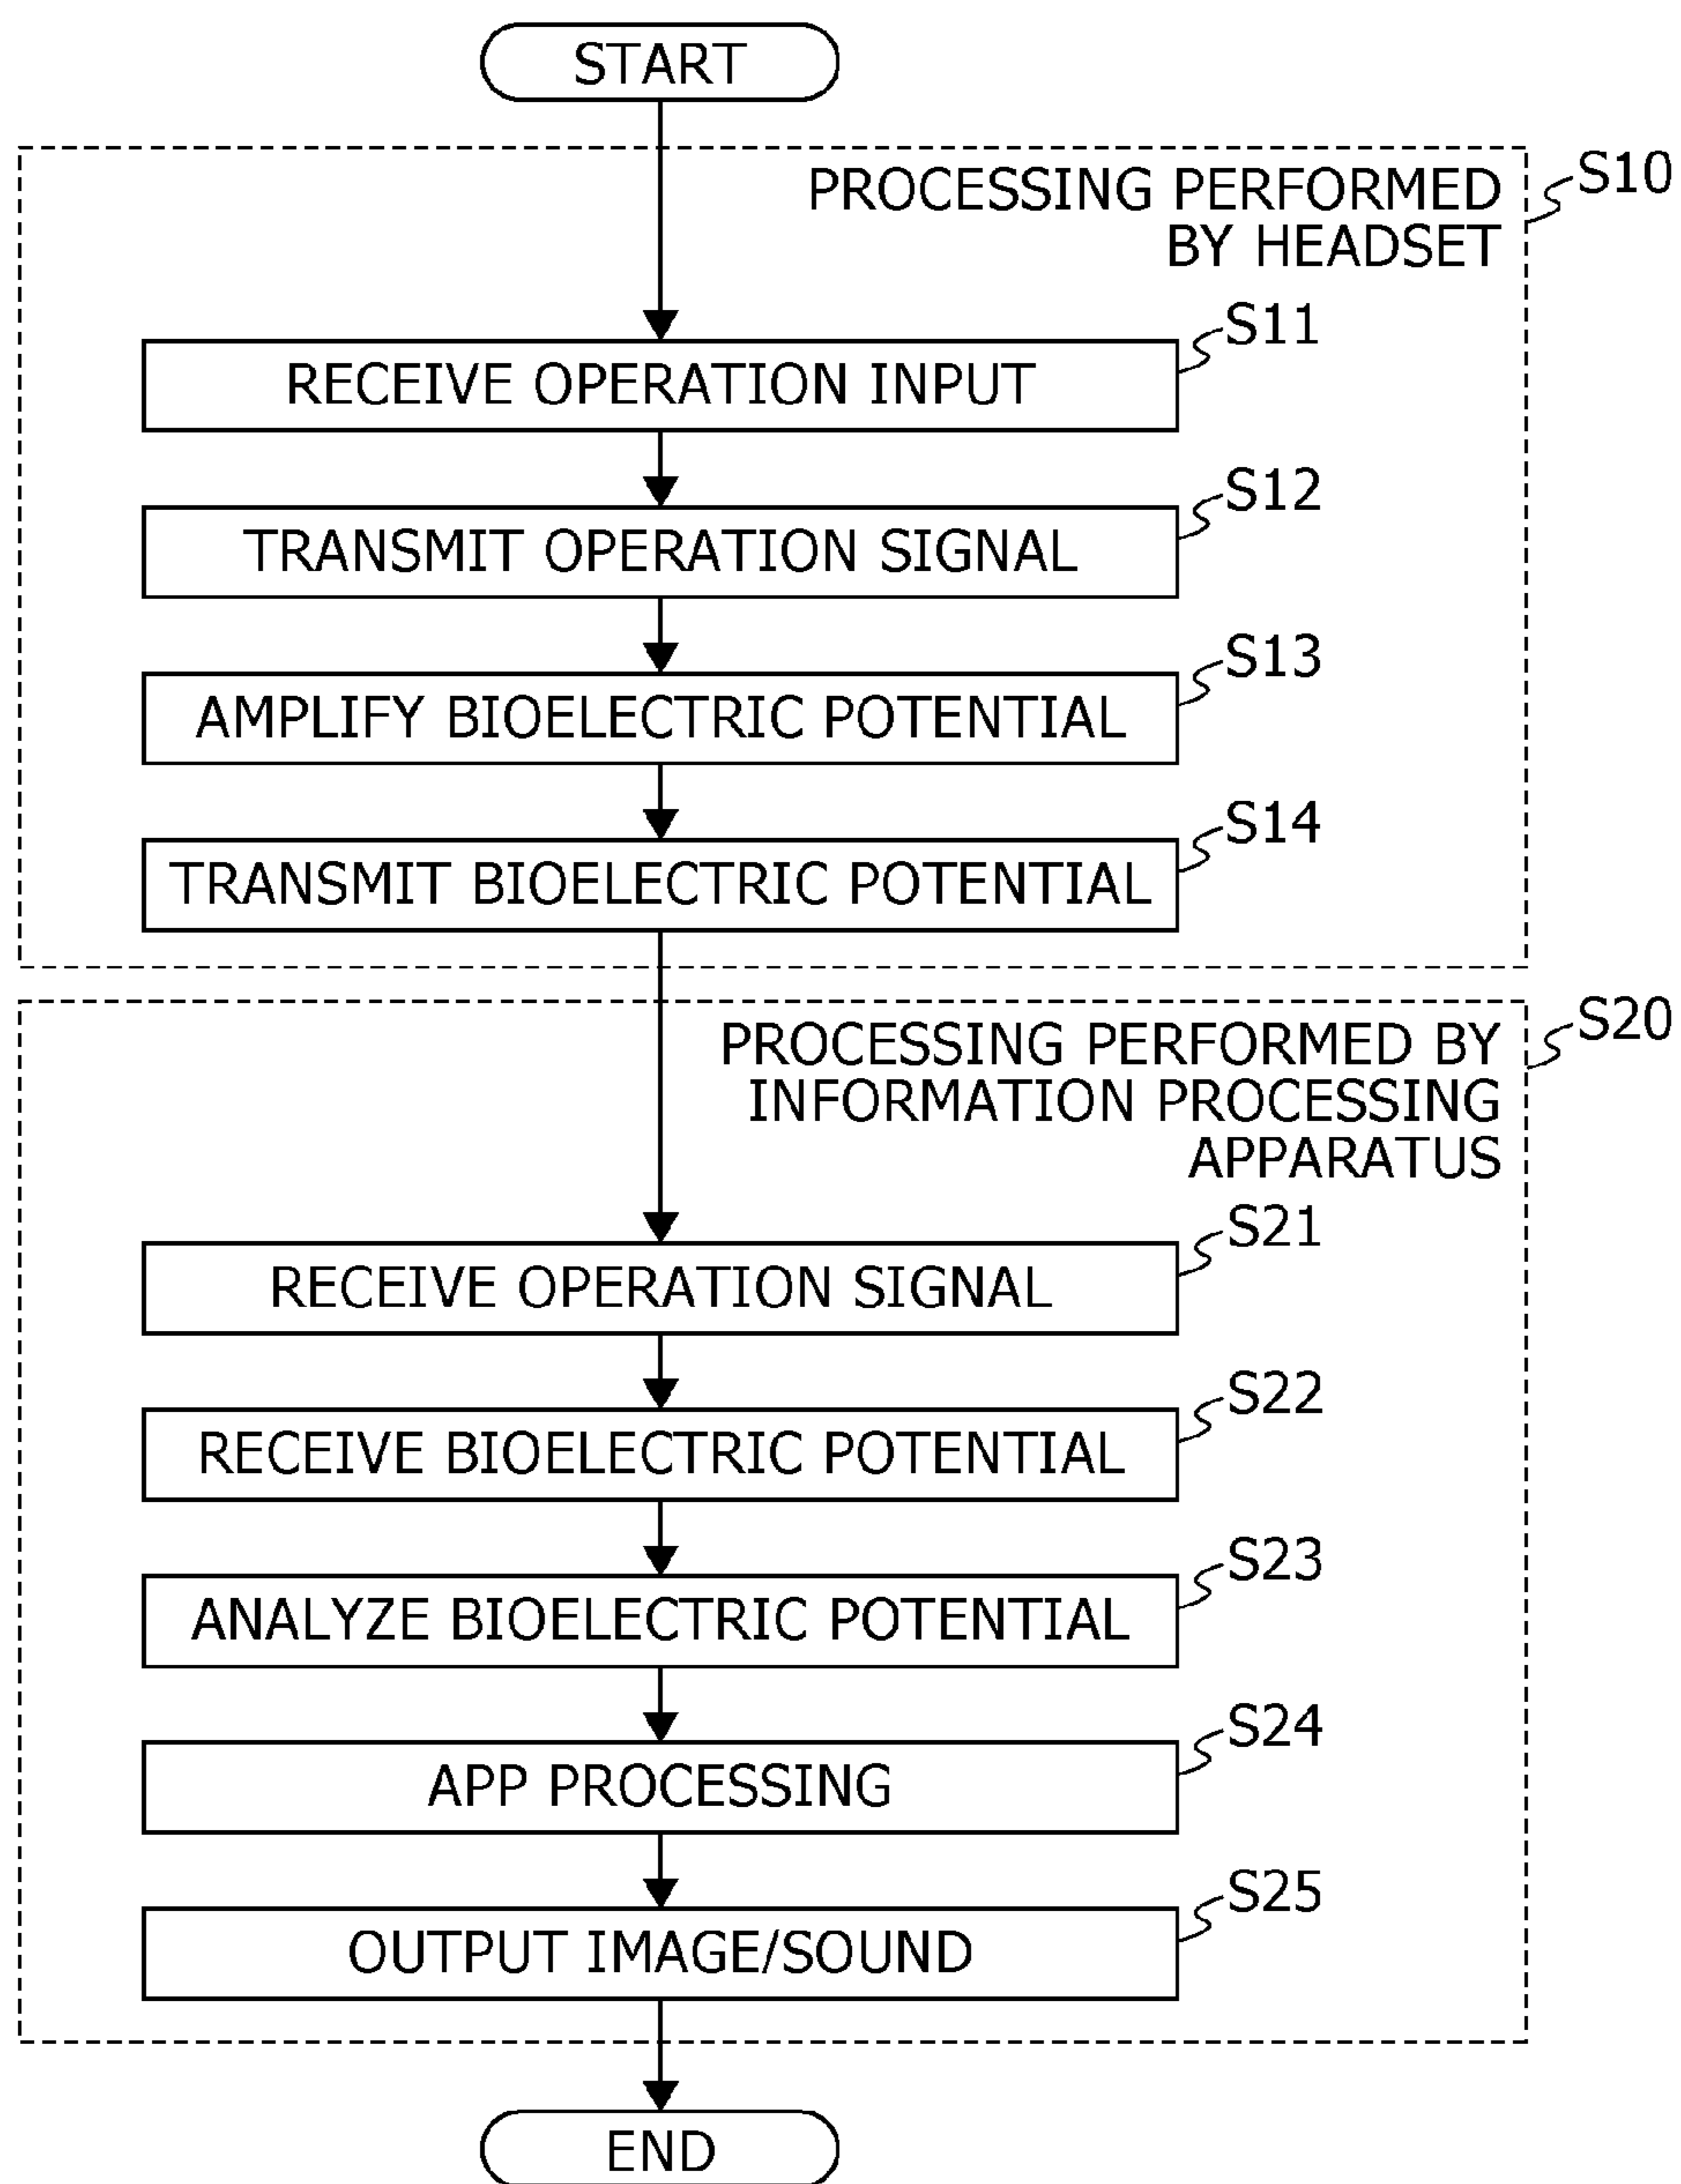 START
PROCESSING PERFORMED
BY HEADSET
S10
S11
RECEIVE OPERATION INPUT
S12
TRANSMIT OPERATION SIGNAL
S13
AMPLIFY BIOELECTRIC POTENTIAL
S14
TRANSMIT BIOELECTRIC POTENTIAL
PROCESSING PERFORMED BY
INFORMATION PROCESSING
APPARATUS
S20
S21
RECEIVE OPERATION SIGNAL
S22
RECEIVE BIOELECTRIC POTENTIAL
S23
ANALYZE BIOELECTRIC POTENTIAL
S24
APP PROCESSING
S25
OUTPUT IMAGE/SOUND
END